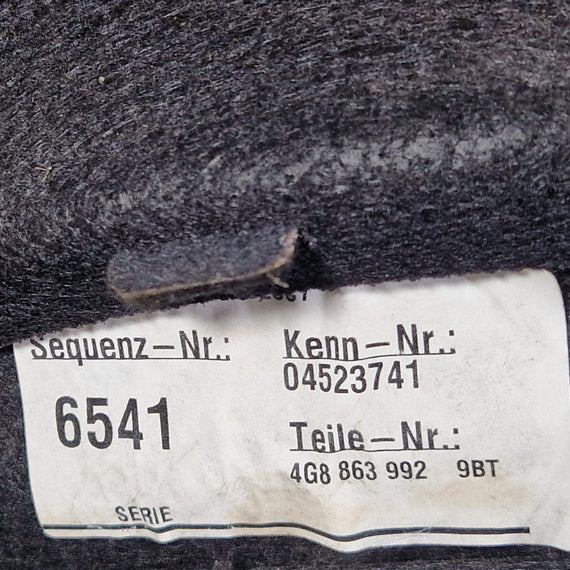 Sequenz-Nr.: Kenn-Nr.:
04523741
6541
Teile-Nr.:
4G8 863 992 9BT
SERIE